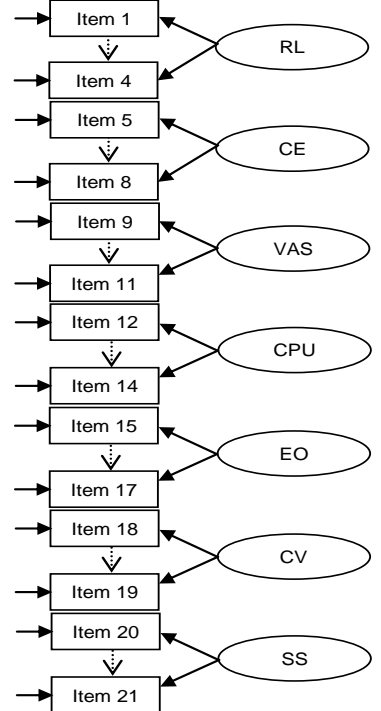 Item 1
RL
Item 4
Item 5
CE
Item 8
Item 9
VAS
Item 11
Item 12
CPU
Item 14
Item 15
EO
Item 17
Item 18
CV
Item 19
Item 20
SS
Item 21